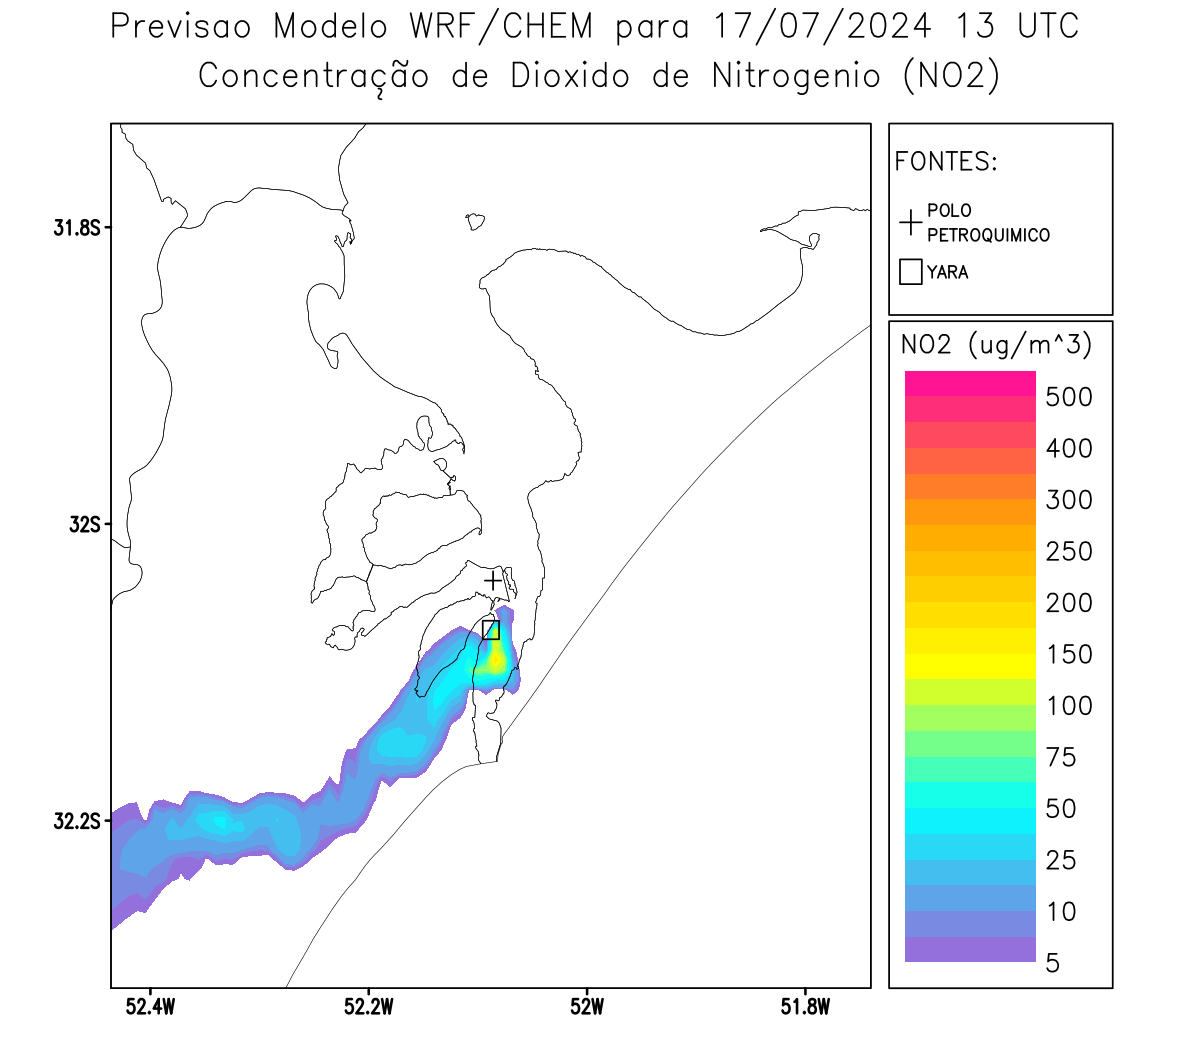 Previsao Modelo WRF/CHEM para 17/07/2024 13 UTC
Concentração de Dioxido de Nitrogenio (NO2)
FONTES:
POLO
PETROQUIMICO
YARA
NO2 (ug/m^3)
500
400
300
250
200
150
100
75
50
25
10
5
31.8S
32S
32.2S
52.4W
52.2W
52W
51.8W